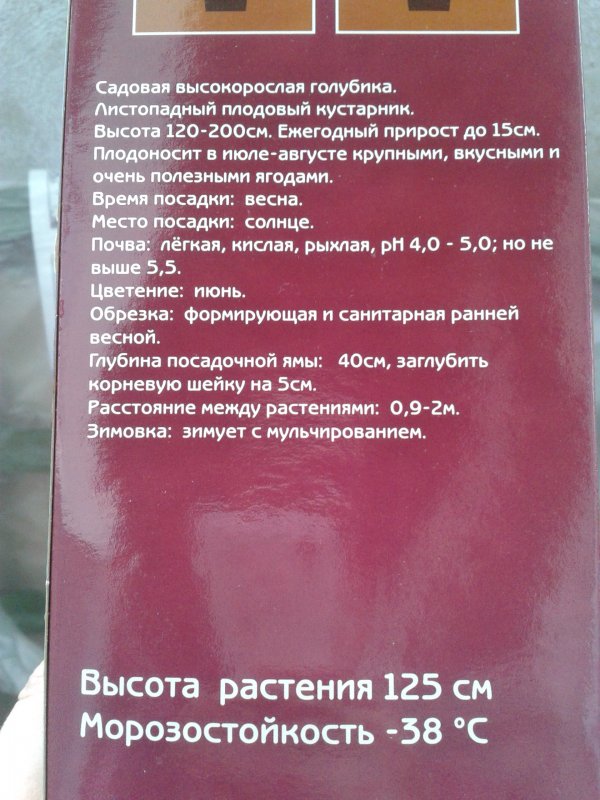 Садовая высокорослая голубика.
Листопадный плодовый кустарник.
Высота 120-200см. Ежегодный прирост до 15см.
Плодоносит в июле-августе крупными, вкусными и
очень полезными ягодами.
Время посадки: весна.
Место посадки: солнце.
Почва: лёгкая, кислая, рыхлая, pH 4,0 - 5,0; но не
выше 5,5.
Цветение: июнь.
Обрезка: формирующая и санитарная ранней
весной.
Глубина посадочной ямы: 40см, заглубить
корневую шейку на 5см.
Расстояние между растениями: 0,9-2м.
Зимовка: зимует с мульчированием.
Высота растения 125 см
Морозостойкость -38 °C